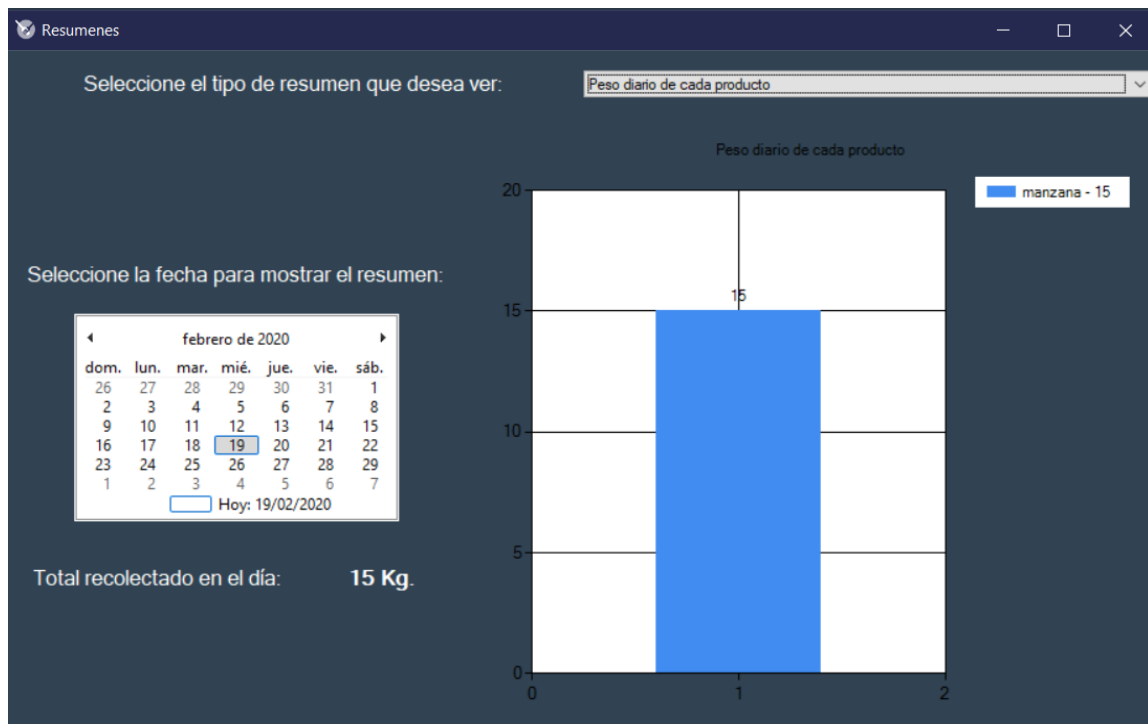 Resumenes
Seleccione el tipo de resumen que desea ver:
Peso diario de cada producto
Peso diario de cada producto
manzana - 15
20
15
15
10
5
0
0 1 2
Seleccione la fecha para mostrar el resumen:
febrero de 2020
dom. lun. mar. mié. jue. vie. sáb.
26 27 28 29 30 31 1
2 3 4 5 6 7 8
9 10 11 12 13 14 15
16 17 18 19 20 21 22
23 24 25 26 27 28 29
1 2 3 4 5 6 7
Hoy: 19/02/2020
Total recolectado en el día: 15 Kg.